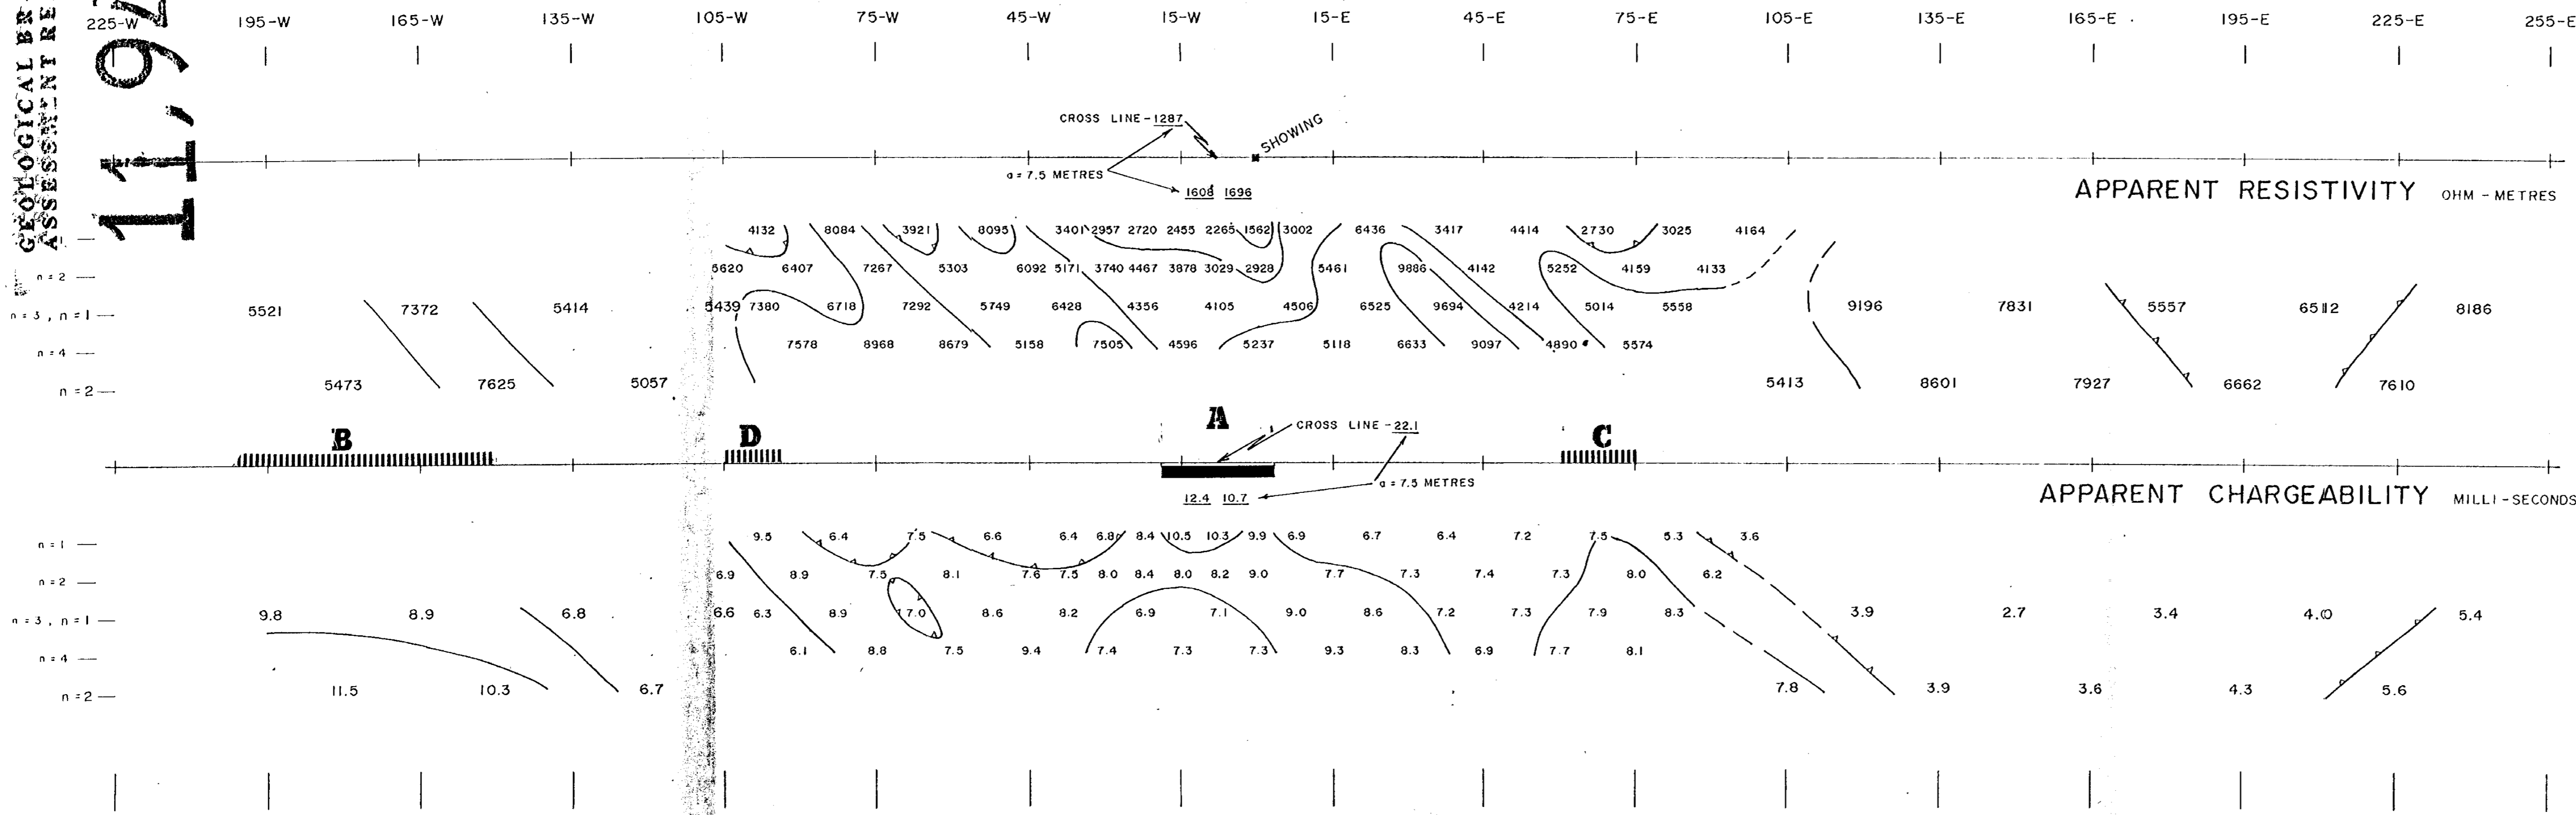 GEOLOGICAL BR
ASSESSMENT RE
11,92
225-W 195-W 165-W 135-W 105-W 75-W 45-W 15-W 15-E 45-E 75-E 105-E 135-E 165-E 195-E 225-E 255-E
CROSS LINE - 1287
SHOWING
a = 7.5 METRES
1608 1696
APPARENT RESISTIVITY OHM - METRES
4132 8084 3921 8095 3401 2957 2720 2455 2265 1562 3002 6436 3417 4414 2730 3025 4164
n = 2 5620 6407 7267 5303 6092 5171 3740 4467 3878 3029 2928 5461 9886 4142 5252 4159 4133
n = 3, n = 1 5521 7372 5414 5439 7380 6718 7292 5749 6428 4356 4105 4506 6525 9694 4214 5014 5558 9196 7831 5557 6512 8186
n = 4 7578 8968 8679 5158 7505 4596 5237 5118 6633 9097 4890 5574
n = 2 5473 7625 5057 5413 8601 7927 6662 7610
B D A C
CROSS LINE - 22.1
a = 7.5 METRES
12.4 10.7
APPARENT CHARGEABILITY MILLI - SECONDS
n = 1 9.5 6.4 7.5 6.6 6.4 6.8 8.4 10.5 10.3 9.9 6.9 6.7 6.4 7.2 7.5 5.3 3.6
n = 2 6.9 8.9 7.5 8.1 7.6 7.5 8.0 8.4 8.0 8.2 9.0 7.7 7.3 7.4 7.3 8.0 6.2
n = 3, n = 1 9.8 8.9 6.8 6.6 6.3 8.9 7.0 8.6 8.2 6.9 7.1 9.0 8.6 7.2 7.3 7.9 8.3 3.9 2.7 3.4 4.0 5.4
n = 4 6.1 8.8 7.5 9.4 7.4 7.3 7.3 9.3 8.3 6.9 7.7 8.1
n = 2 11.5 10.3 6.7 7.8 3.9 3.6 4.3 5.6